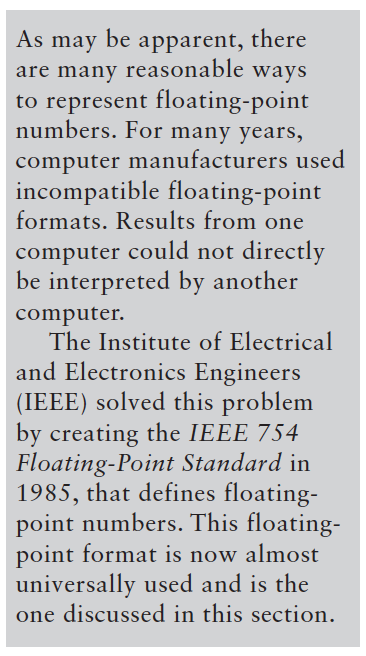 As may be apparent, there
are many reasonable ways
to represent floating-point
numbers. For many years,
computer manufacturers used
incompatible floating-point
formats. Results from one
computer could not directly
be interpreted by another
computer.
The Institute of Electrical
and Electronics Engineers
(IEEE) solved this problem
by creating the IEEE 754
Floating-Point Standard in
1985, that defines floating-
point numbers. This floating-
point format is now almost
universally used and is the
one discussed in this section.